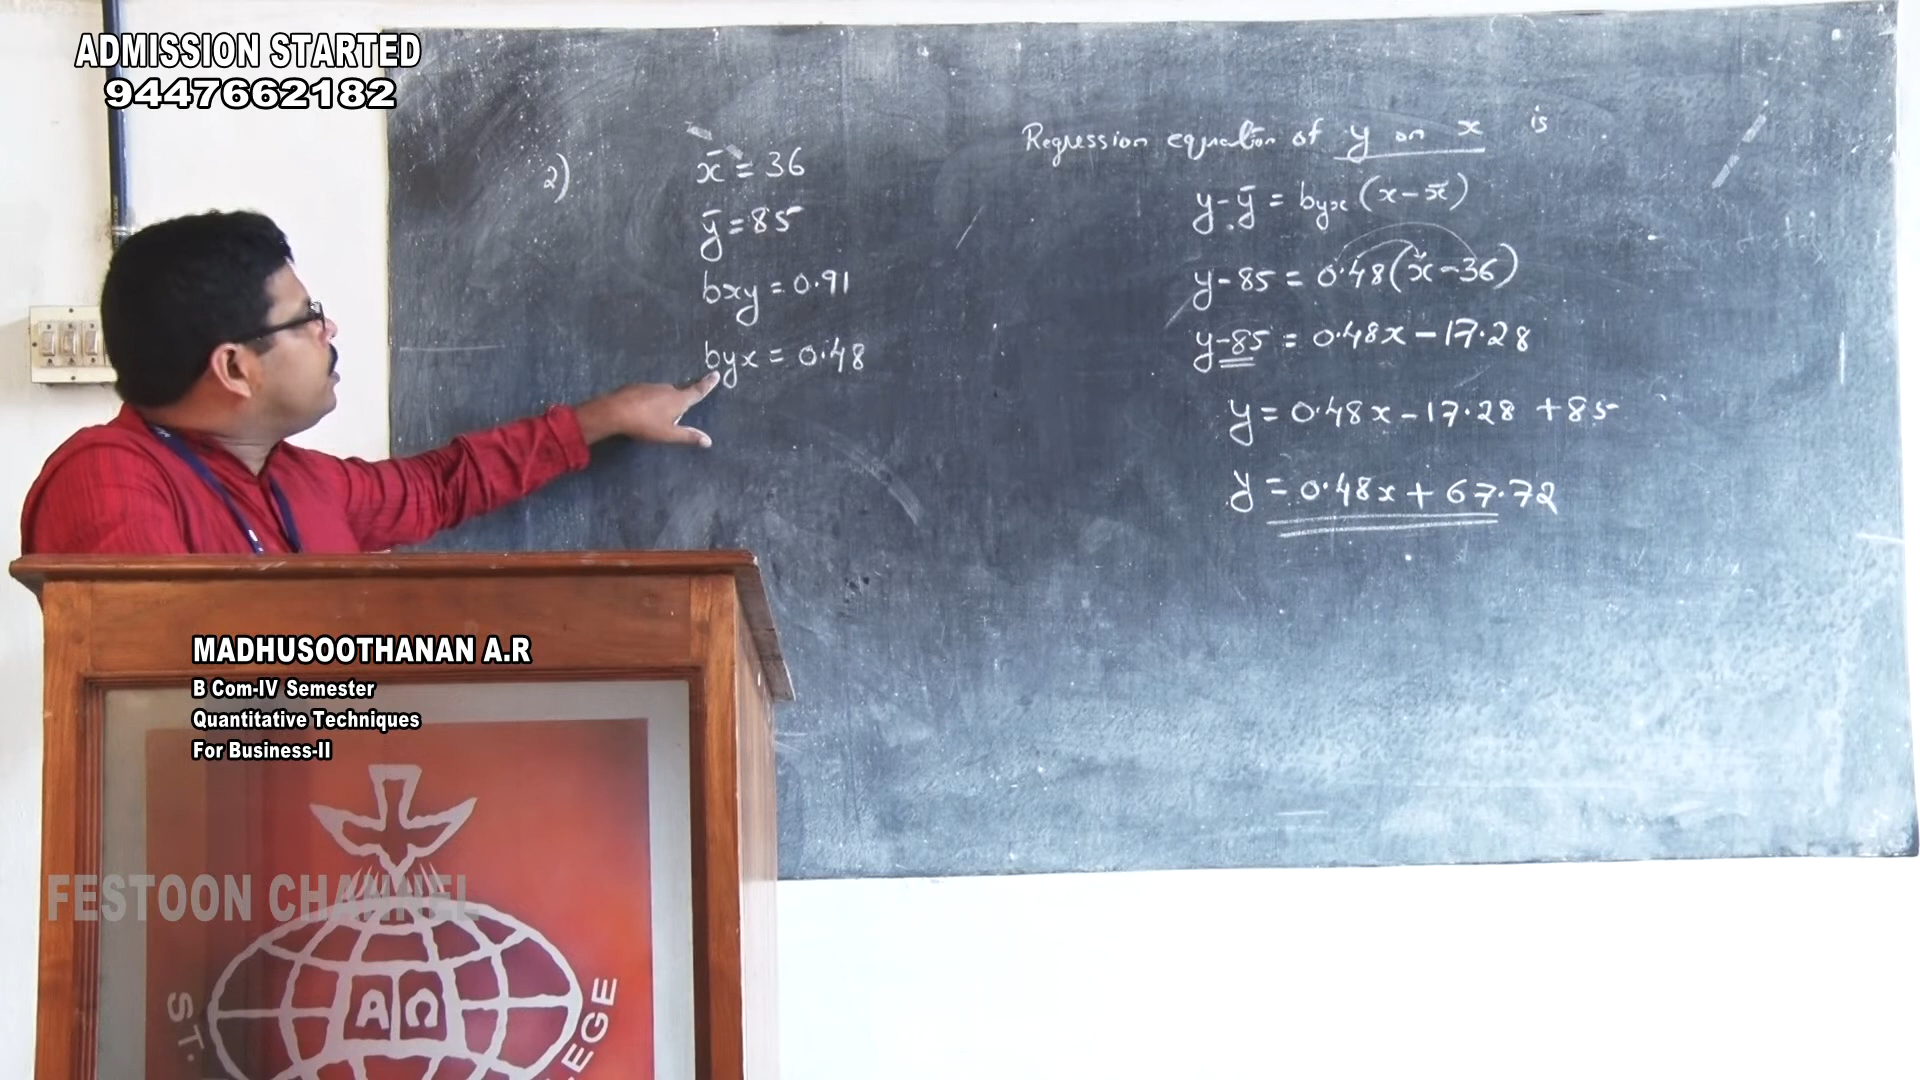 ADMISSION STARTED
9447662182
2)
x̄ = 36
ȳ = 85
bxy = 0.91
byx = 0.48
Regression equation of y on x is
y - ȳ = byx (x - x̄)
y - 85 = 0.48(x - 36)
y - 85 = 0.48x - 17.28
y = 0.48x - 17.28 + 85
y = 0.48x + 67.72
MADHUSOOTHANAN A.R
B Com-IV Semester
Quantitative Techniques
For Business-II
FESTOON CHANNEL
Α Ω
ST.
LEGE